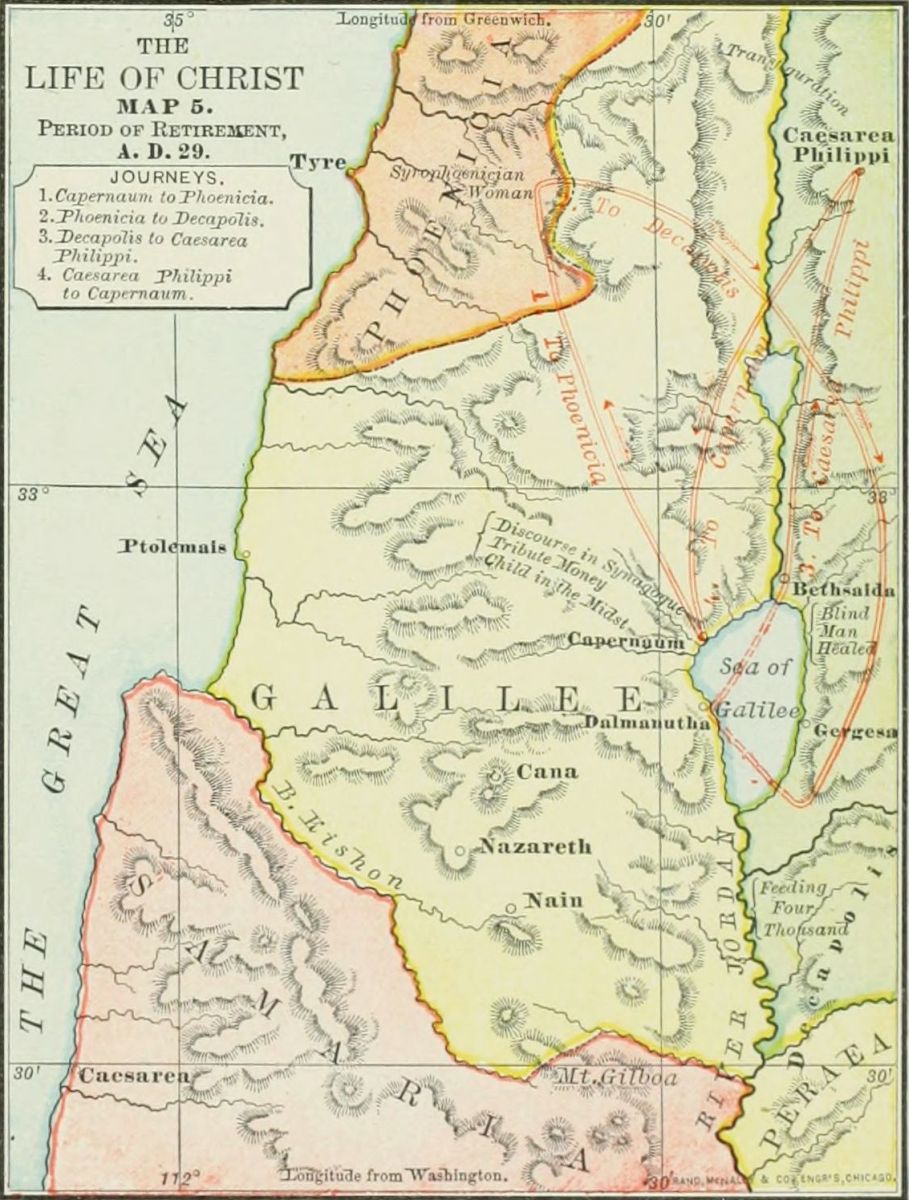 35°
Longitude from Greenwich.
30'
THE
LIFE OF CHRIST
MAP 5.
PERIOD OF RETIREMENT,
A. D. 29.
JOURNEYS.
1. Capernaum to Phoenicia.
2. Phoenicia to Decapolis.
3. Decapolis to Caesarea
Philippi.
4. Caesarea Philippi
to Capernaum.
Transfiguration
Caesarea
Philippi
Tyre
PHOENICIA
Syrophoenician
Woman
To Decapolis
Philippi
1
To Phoenicia
Capernaum
3. To Caesarea
To
4.
33°
33°
THE GREAT SEA
Ptolemais
Discourse in Synagogue
Tribute Money
Child in the Midst
Bethsaida
Blind
Man
Healed
Capernaum
Sea of
Galilee
GALILEE
Dalmanutha
Gergesa
Cana
R. Kishon
Nazareth
Nain
RIVER JORDAN
Feeding
Four
Thousand
Decapolis
SAMARIA
30'
Caesarea
Mt. Gilboa
PERAEA
30'
112°
Longitude from Washington.
30'
RAND, McNALLY & CO., ENGR'S, CHICAGO.